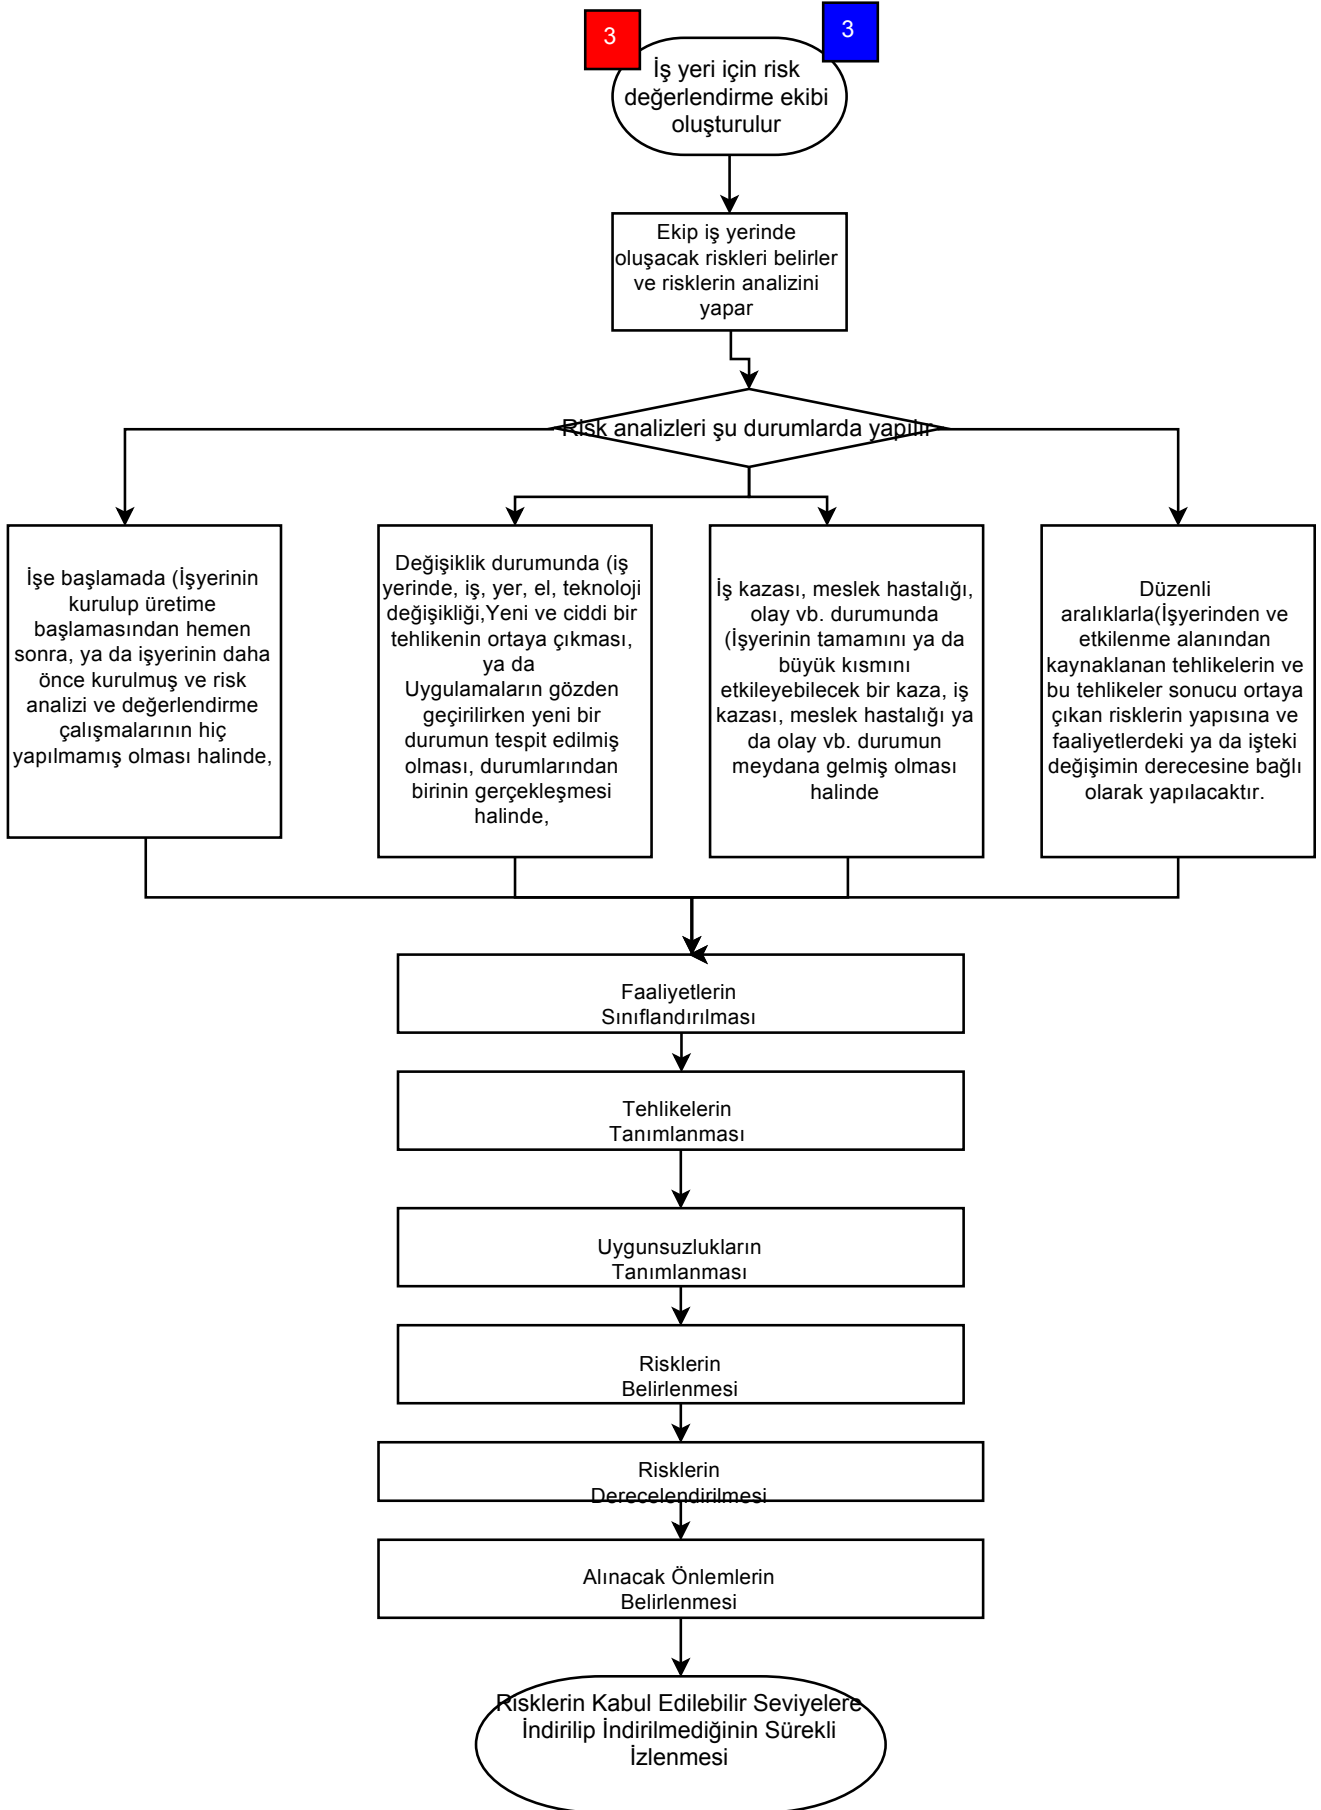 3
3
İş yeri için risk
değerlendirme ekibi
oluşturulur
Ekip iş yerinde
oluşacak riskleri belirler
ve risklerin analizini
yapar
Risk analizleri şu durumlarda yapılır
İşe başlamada (İşyerinin
kurulup üretime
başlamasından hemen
sonra, ya da işyerinin daha
önce kurulmuş ve risk
analizi ve değerlendirme
çalışmalarının hiç
yapılmamış olması halinde,
Değişiklik durumunda (iş
yerinde, iş, yer, el, teknoloji
değişikliği,Yeni ve ciddi bir
tehlikenin ortaya çıkması,
ya da
Uygulamaların gözden
geçirilirken yeni bir
durumun tespit edilmiş
olması, durumlarından
birinin gerçekleşmesi
halinde,
İş kazası, meslek hastalığı,
olay vb. durumunda
(İşyerinin tamamını ya da
büyük kısmını
etkileyebilecek bir kaza, iş
kazası, meslek hastalığı ya
da olay vb. durumun
meydana gelmiş olması
halinde
Düzenli
aralıklarla(İşyerinden ve
etkilenme alanından
kaynaklanan tehlikelerin ve
bu tehlikeler sonucu ortaya
çıkan risklerin yapısına ve
faaliyetlerdeki ya da işteki
değişimin derecesine bağlı
olarak yapılacaktır.
Faaliyetlerin
Sınıflandırılması
Tehlikelerin
Tanımlanması
Uygunsuzlukların
Tanımlanması
Risklerin
Belirlenmesi
Risklerin
Derecelendirilmesi
Alınacak Önlemlerin
Belirlenmesi
Risklerin Kabul Edilebilir Seviyelere
İndirilip İndirilmediğinin Sürekli
İzlenmesi